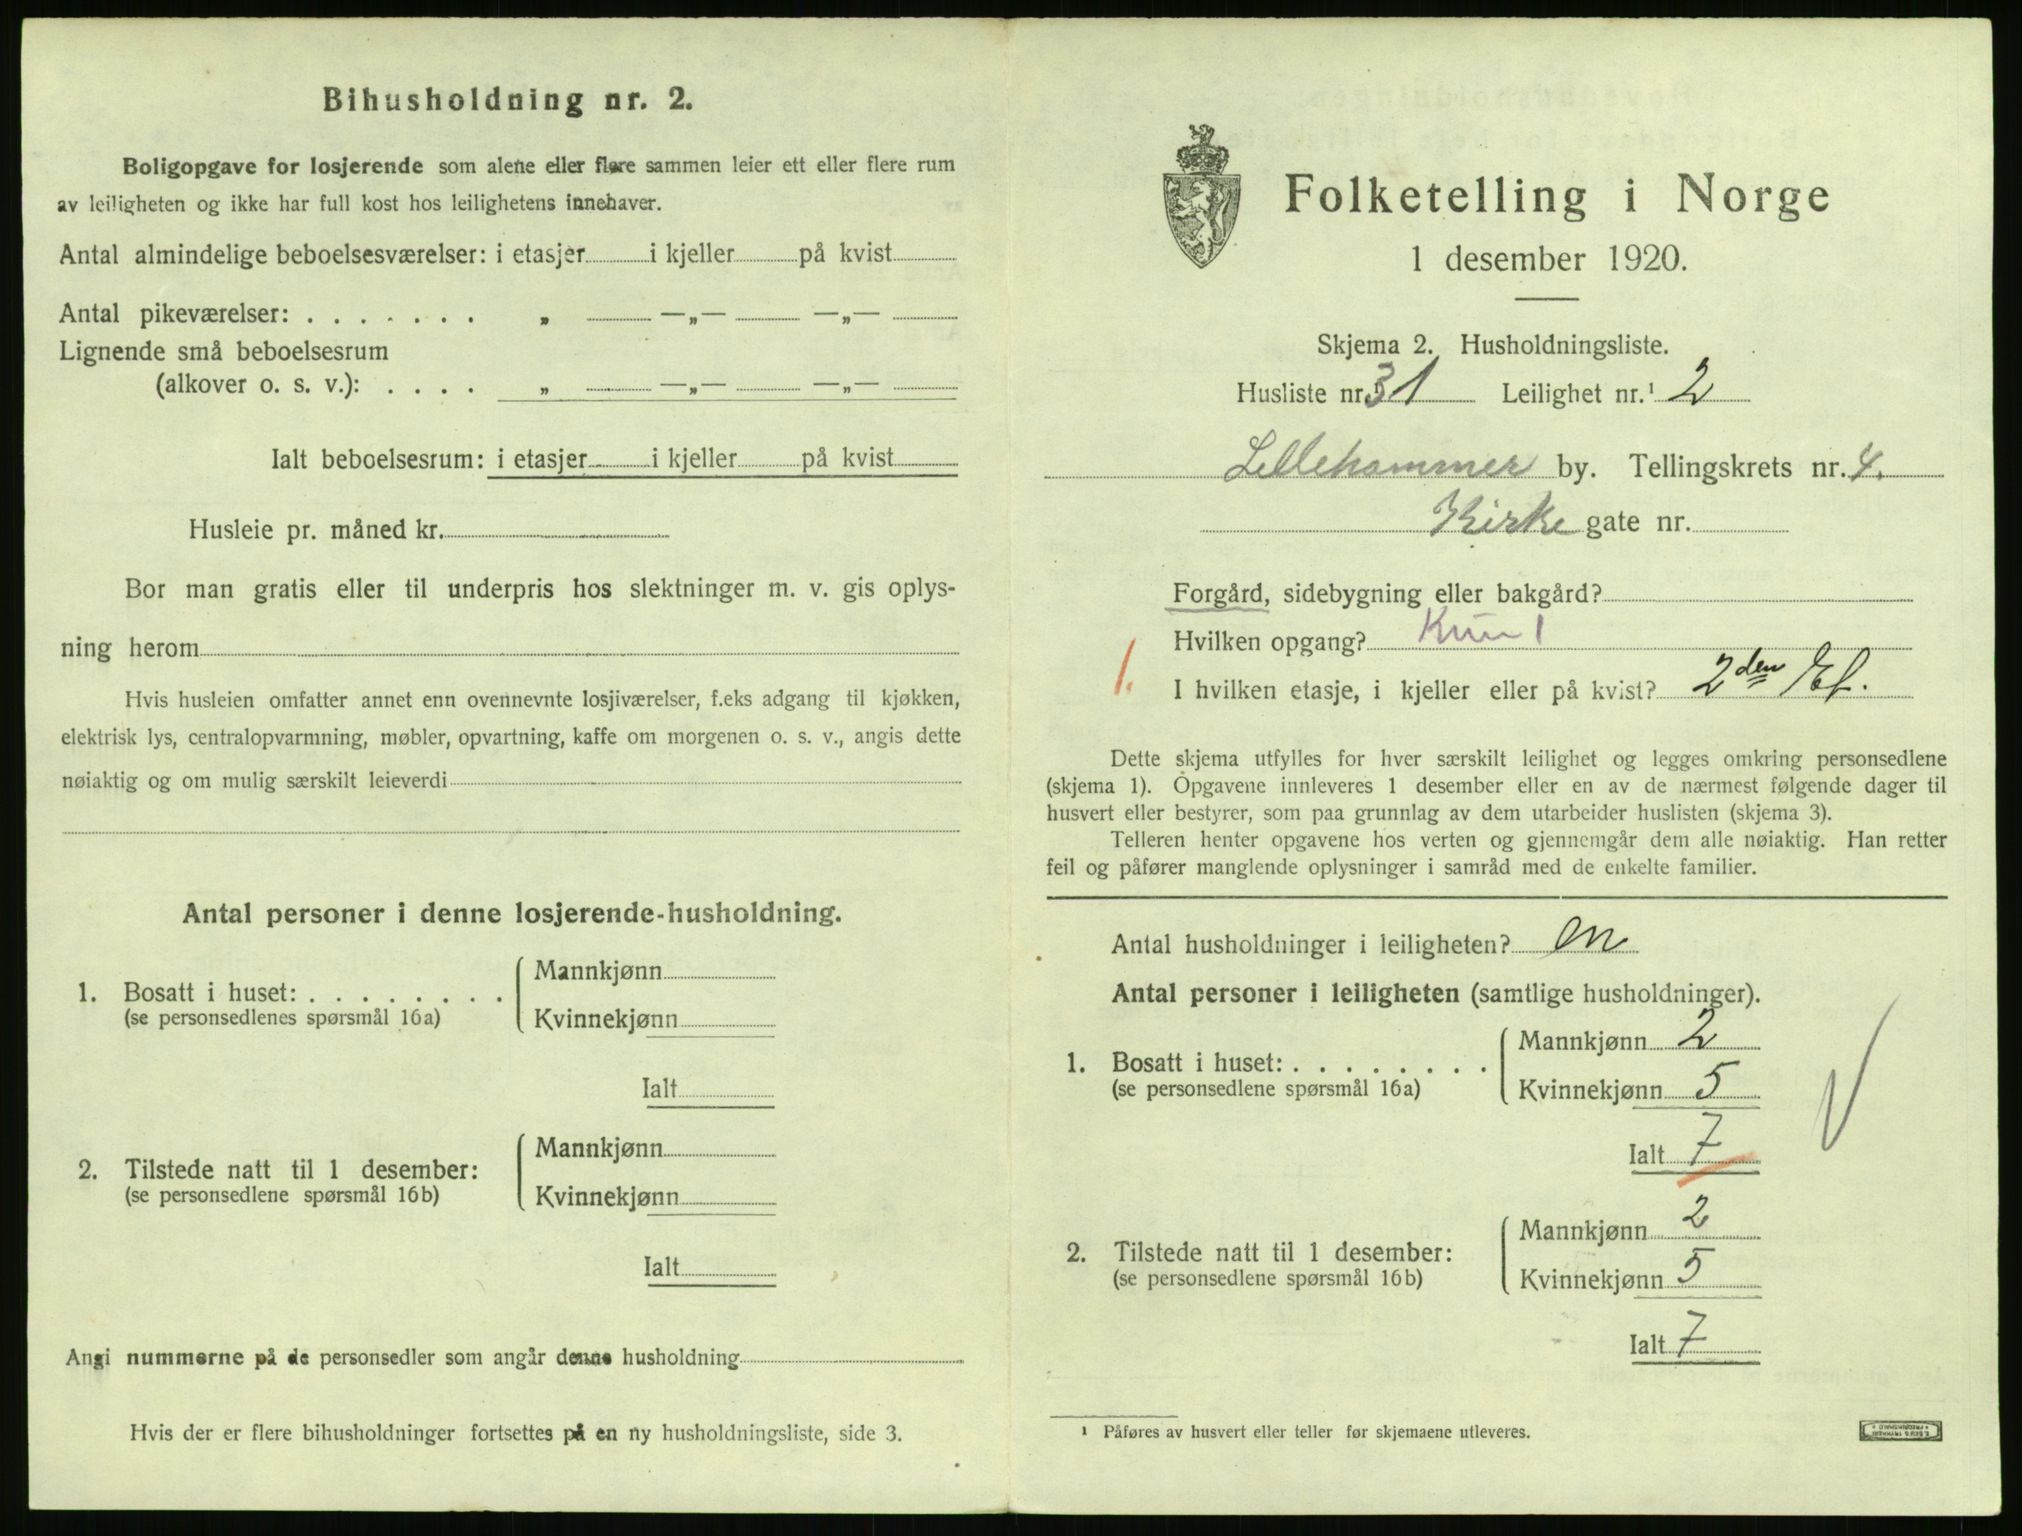 Bihusholdning nr. 2.
Boligopgave for losjerende som alene eller flere sammen leier ett eller flere rum
av leiligheten og ikke har full kost hos leilighetens innehaver.
Antal almindelige beboelsesværelser: i etasjer i kjeller på kvist
Antal pikeværelser: . . . . . . . „ —„— —„—
Lignende små beboelsesrum
(alkover o. s. v.): . . . . „ —„— —„—
Ialt beboelsesrum: i etasjer i kjeller på kvist
Husleie pr. måned kr.
Bor man gratis eller til underpris hos slektninger m. v. gis oplys-
ning herom
Hvis husleien omfatter annet enn ovennevnte losjiværelser, f.eks adgang til kjøkken,
elektrisk lys, centralopvarmning, møbler, opvartning, kaffe om morgenen o. s. v., angis dette
nøiaktig og om mulig særskilt leieverdi
Antal personer i denne losjerende-husholdning.
Mannkjønn
1. Bosatt i huset: . . . . . . . .
(se personsedlenes spørsmål 16a)
Kvinnekjønn
Ialt
Mannkjønn
2. Tilstede natt til 1 desember:
(se personsedlene spørsmål 16b)
Kvinnekjønn
Ialt
Angi nummerne på de personsedler som angår denne husholdning
Hvis der er flere bihusholdninger fortsettes på en ny husholdningsliste, side 3.
Folketelling i Norge
1 desember 1920.
Skjema 2. Husholdningsliste.
Husliste nr. 31 Leilighet nr.¹ 2
Lillehammer by. Tellingskrets nr. 4.
Kirke gate nr.
Forgård, sidebygning eller bakgård?
Hvilken opgang? Kun 1
1. I hvilken etasje, i kjeller eller på kvist? 2den Et.
Dette skjema utfylles for hver særskilt leilighet og legges omkring personsedlene
(skjema 1). Opgavene innleveres 1 desember eller en av de nærmest følgende dager til
husvert eller bestyrer, som paa grunnlag av dem utarbeider huslisten (skjema 3).
Telleren henter opgavene hos verten og gjennemgår dem alle nøiaktig. Han retter
feil og påfører manglende oplysninger i samråd med de enkelte familier.
Antal husholdninger i leiligheten? en
Antal personer i leiligheten (samtlige husholdninger).
Mannkjønn 2
1. Bosatt i huset: . . . . . . . .
(se personsedlene spørsmål 16a)
Kvinnekjønn 5
Ialt 7
Mannkjønn 2
2. Tilstede natt til 1 desember:
(se personsedlene spørsmål 16b)
Kvinnekjønn 5
Ialt 7
¹ Påføres av husvert eller teller før skjemaene utleveres.